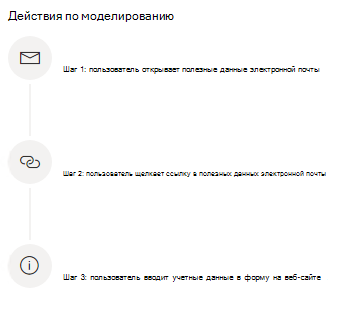 Действия по моделированию
Шаг 1: пользователь открывает полезные данные электронной почты
Шаг 2: пользователь щелкает ссылку в полезных данных электронной почты
Шаг 3: пользователь вводит учетные данные в форму на веб-сайте